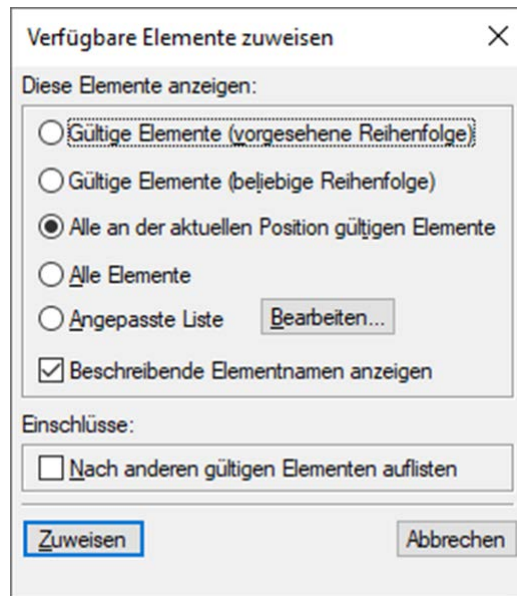 Verfügbare Elemente zuweisen
Diese Elemente anzeigen:
Gültige Elemente (vorgesehene Reihenfolge)
Gültige Elemente (beliebige Reihenfolge)
Alle an der aktuellen Position gültigen Elemente
Alle Elemente
Angepasste Liste Bearbeiten...
Beschreibende Elementnamen anzeigen
Einschlüsse:
Nach anderen gültigen Elementen auflisten
Zuweisen Abbrechen